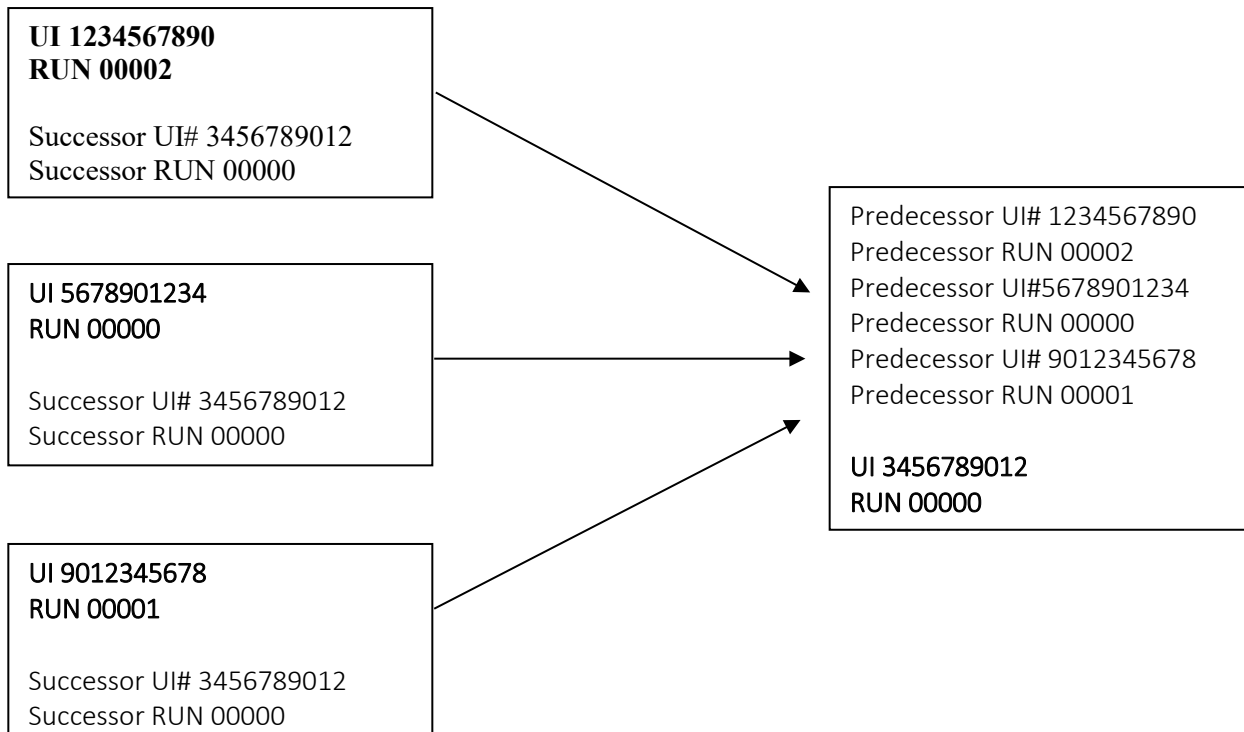 UI 1234567890
RUN 00002
Successor UI# 3456789012
Successor RUN 00000
UI 5678901234
RUN 00000
Successor UI# 3456789012
Successor RUN 00000
UI 9012345678
RUN 00001
Successor UI# 3456789012
Successor RUN 00000
Predecessor UI# 1234567890
Predecessor RUN 00002
Predecessor UI#5678901234
Predecessor RUN 00000
Predecessor UI# 9012345678
Predecessor RUN 00001
UI 3456789012
RUN 00000